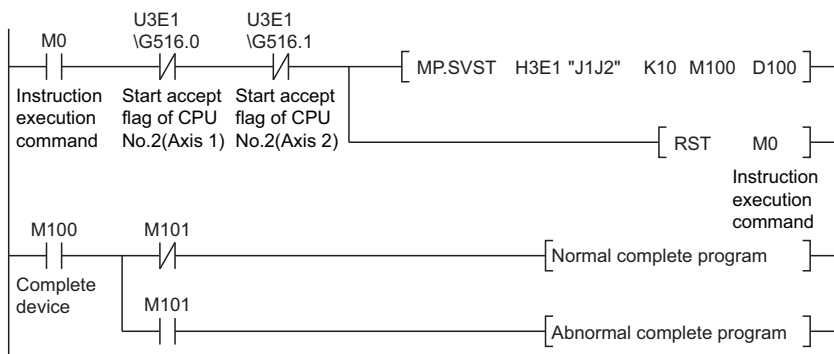 U3E1 U3E1
M0 \G516.0 \G516.1
MP.SVST H3E1 "J1J2" K10 M100 D100
Instruction execution command
Start accept flag of CPU No.2(Axis 1)
Start accept flag of CPU No.2(Axis 2)
RST M0
Instruction
execution
command
M100 M101
Normal complete program
Complete
device
M101
Abnormal complete program